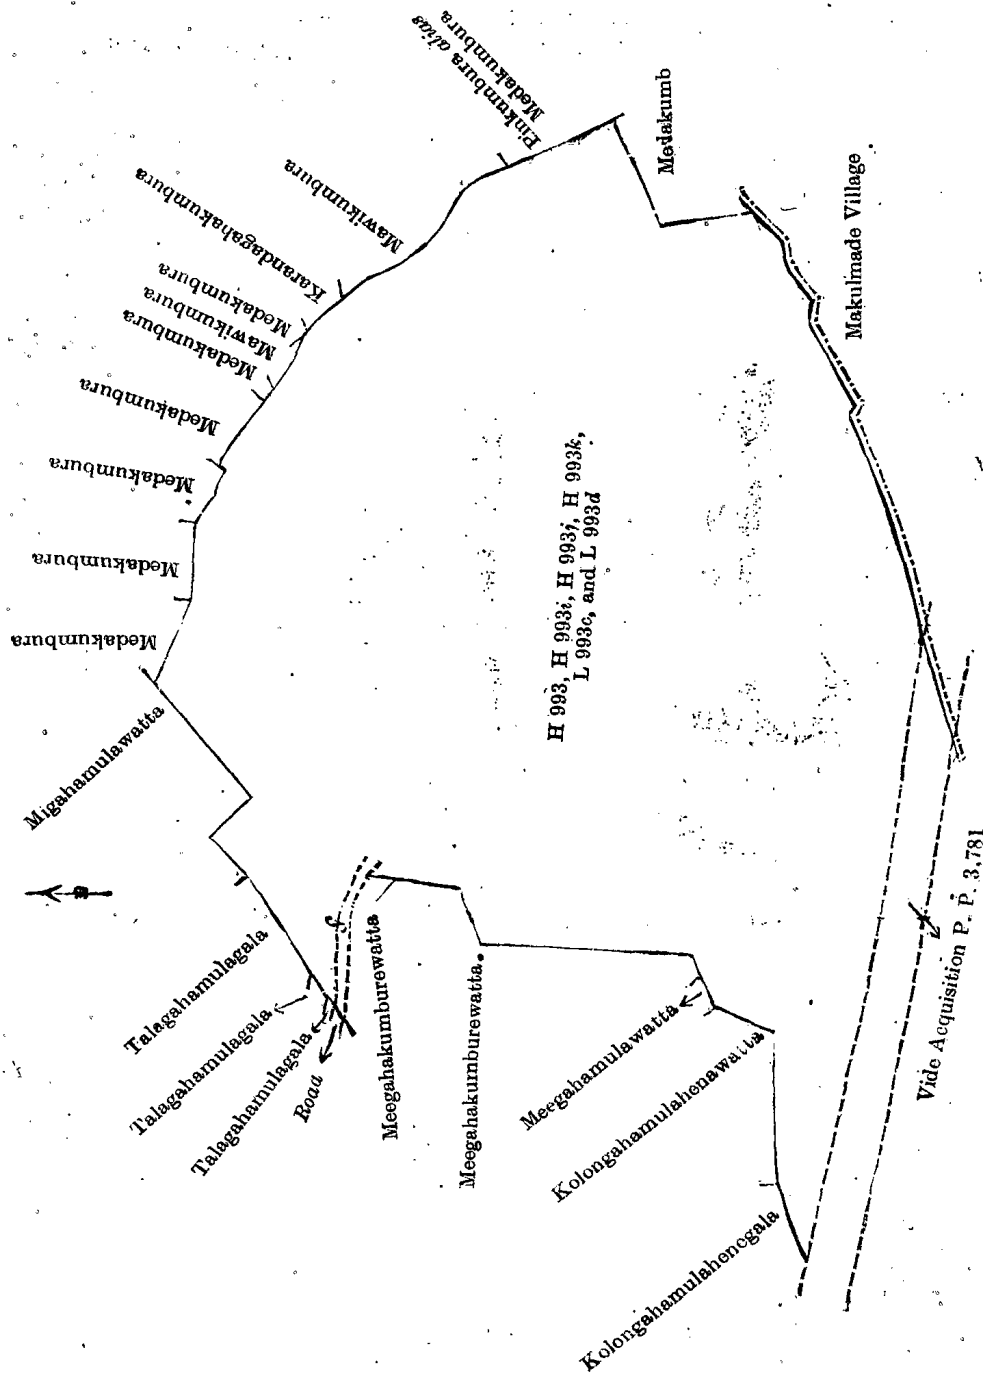 Pinkumbura alias
Medakumbura
Mawikumbura
Karandagahakumbura
Medakumbura
Mawikumbura
Medakumbura
Medakumbura
Medakumbura
Medakumbura
Medakumbura
Migahamulawatta
Talagahamulagala
Talagahamulagala
Talagahamulagala
Road
Meegahakumburewatta
Meegahakumburewatta
Meegahamulawatta
Kolongahamulahenawatta
Kolongahamulahenegala
Vide Acquisition P. P. 3,781
Makulmade Village
Medakumb
H 993, H 993i, H 993j, H 993k,
L 993c, and L 993d